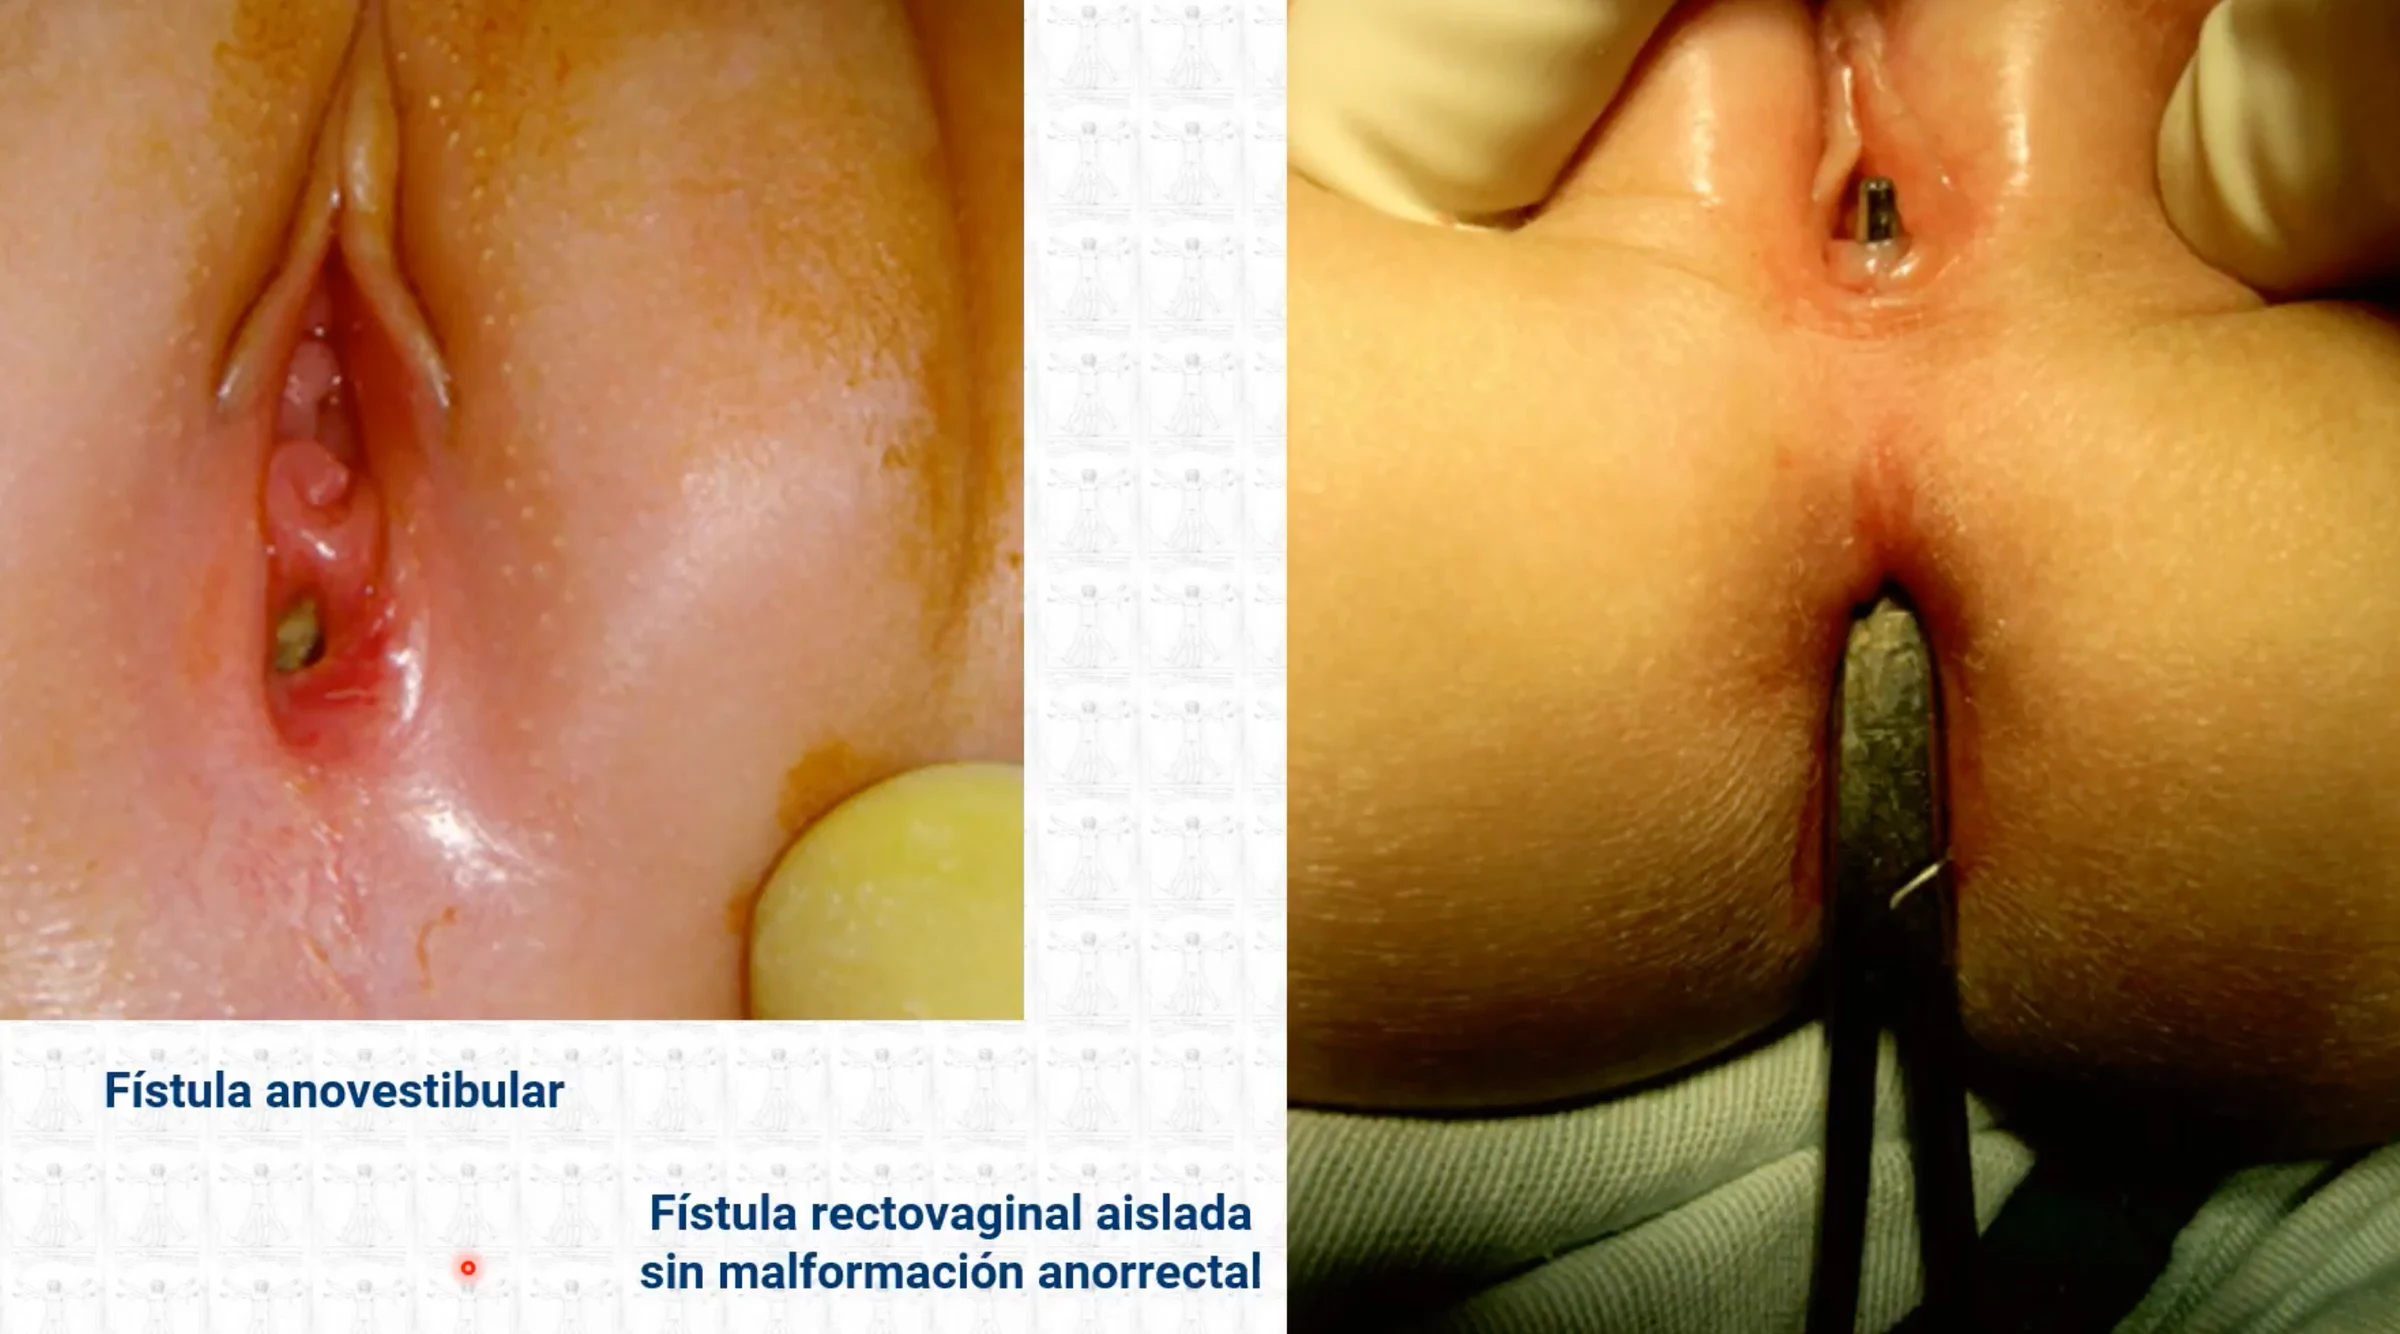 Fístula anovestibular
Fístula rectovaginal aislada
sin malformación anorrectal